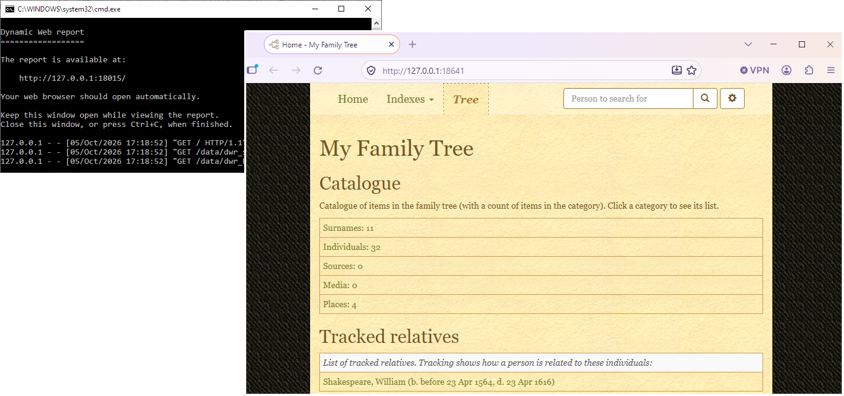 C:\WINDOWS\system32\cmd.exe
Dynamic Web report
=================
The report is available at:
http://127.0.0.1:18015/
Your web browser should open automatically.
Keep this window open while viewing the report.
Close this window, or press Ctrl+C, when finished.
127.0.0.1 - - [05/Oct/2026 17:18:52] "GET / HTTP/1.1
127.0.0.1 - - [05/Oct/2026 17:18:52] "GET /data/dwr_
127.0.0.1 - - [05/Oct/2026 17:18:52] "GET /data/dwr_
Home - My Family Tree
http://127.0.0.1:18641
VPN
Home
Indexes
Tree
Person to search for
My Family Tree
Catalogue
Catalogue of items in the family tree (with a count of items in the category). Click a category to see its list.
Surnames: 11
Individuals: 32
Sources: 0
Media: 0
Places: 4
Tracked relatives
List of tracked relatives. Tracking shows how a person is related to these individuals:
Shakespeare, William (b. before 23 Apr 1564, d. 23 Apr 1616)